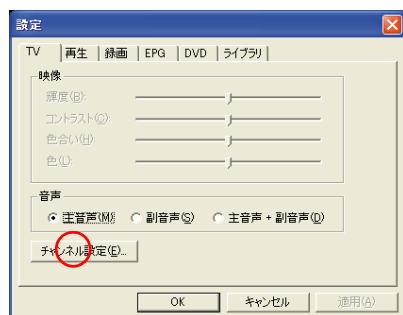 設定
TV 再生 録画 EPG DVD ライブラリ
映像
輝度(B):
コントラスト(C):
色合い(H):
色(L):
音声
主音声(M) 副音声(S) 主音声 + 副音声(D)
チャンネル設定(E)...
OK キャンセル 適用(A)